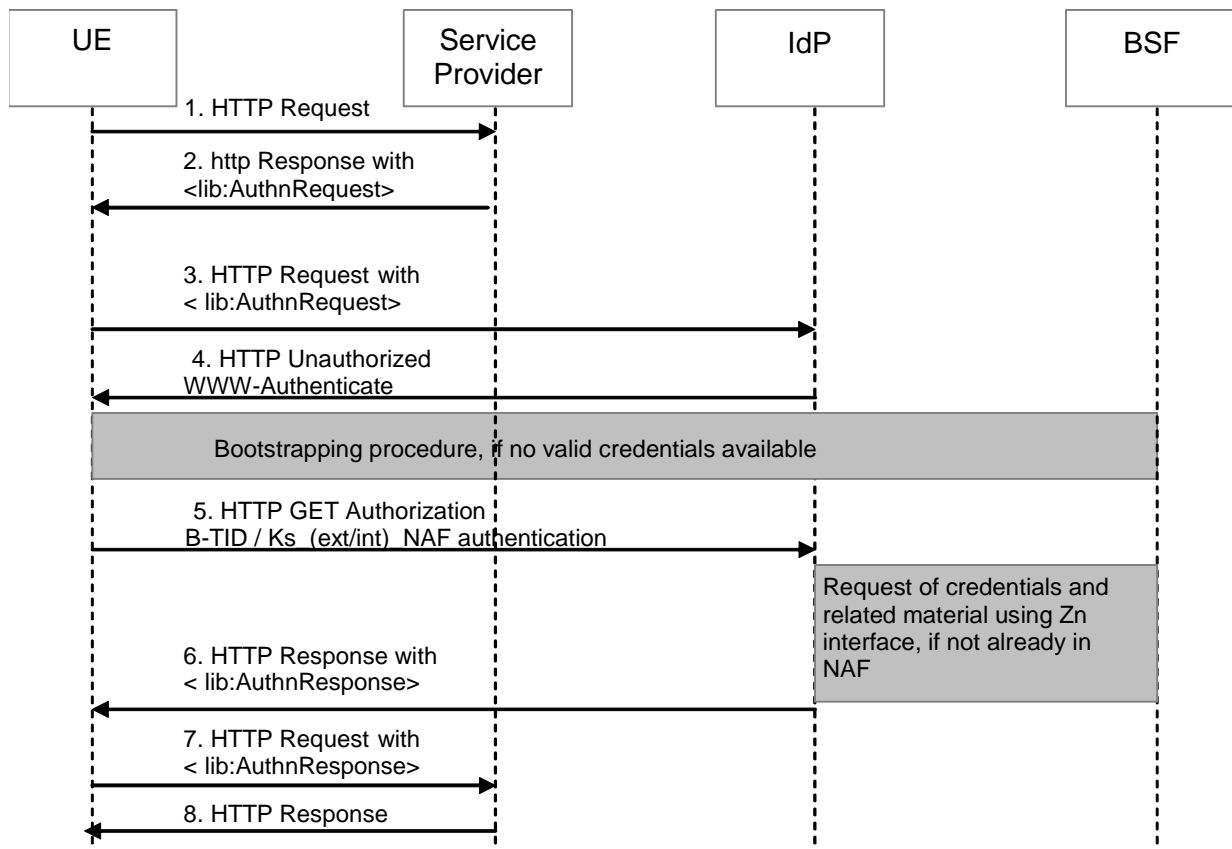 UE
Service
Provider
IdP
BSF
1. HTTP Request
2. http Response with
<lib:AuthnRequest>
3. HTTP Request with
< lib:AuthnRequest>
4. HTTP Unauthorized
WWW-Authenticate
Bootstrapping procedure, if no valid credentials available
5. HTTP GET Authorization
B-TID / Ks_(ext/int)_NAF authentication
Request of credentials and
related material using Zn
interface, if not already in
NAF
6. HTTP Response with
< lib:AuthnResponse>
7. HTTP Request with
< lib:AuthnResponse>
8. HTTP Response